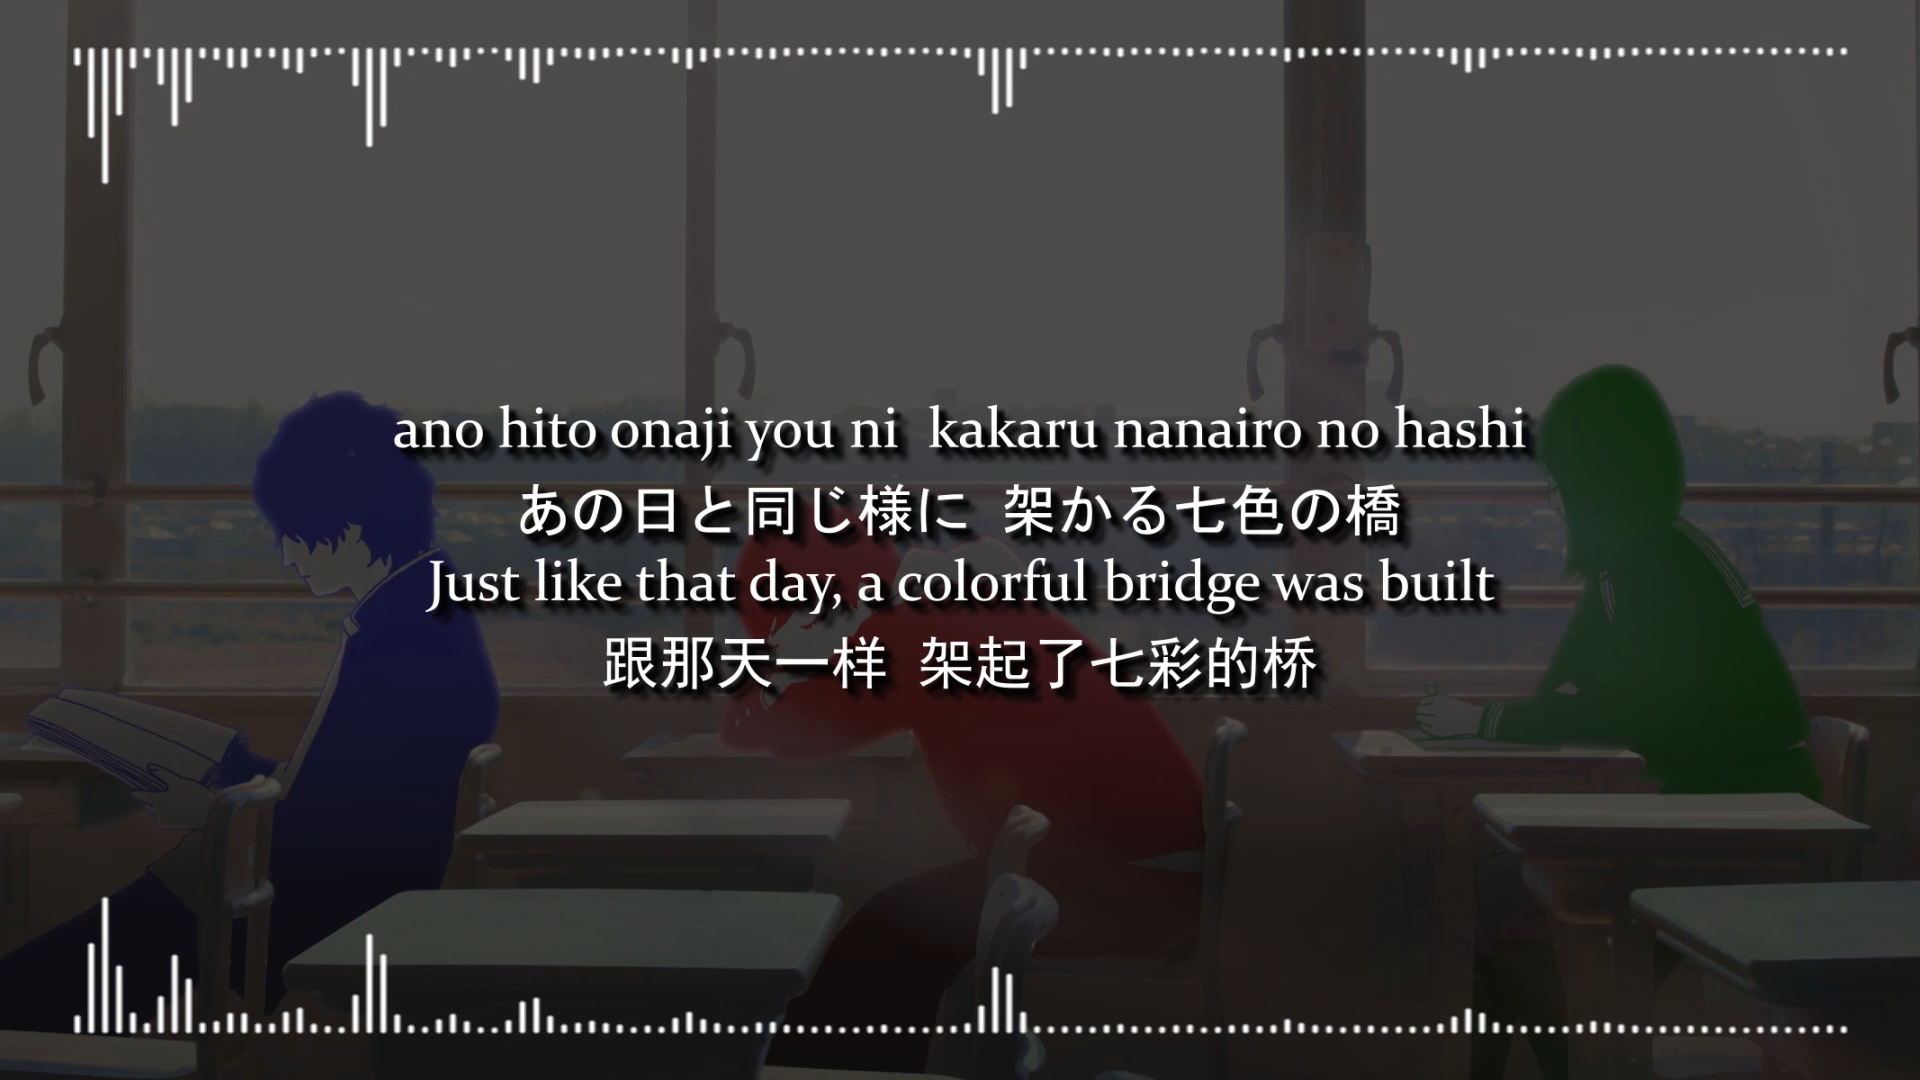 ano hito onaji you ni  kakaru nanairo no hashi
あの日と同じ様に 架かる七色の橋
Just like that day, a colorful bridge was built
跟那天一样 架起了七彩的桥